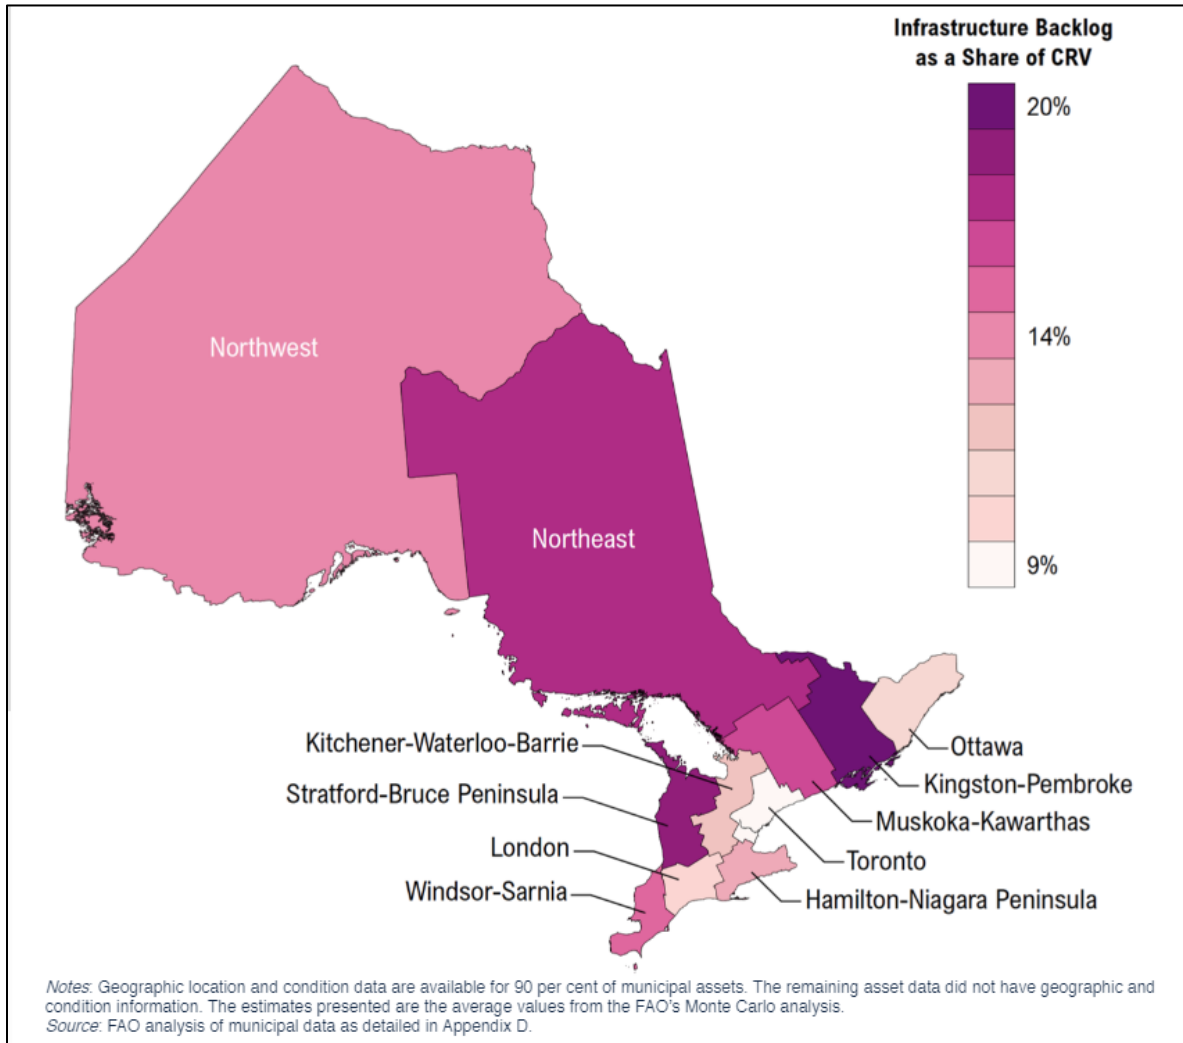 Infrastructure Backlog
as a Share of CRV
20%
14%
9%
Northwest
Northeast
Kitchener-Waterloo-Barrie
Stratford-Bruce Peninsula
London
Windsor-Sarnia
Ottawa
Kingston-Pembroke
Muskoka-Kawarthas
Toronto
Hamilton-Niagara Peninsula
Notes: Geographic location and condition data are available for 90 per cent of municipal assets. The remaining asset data did not have geographic and
condition information. The estimates presented are the average values from the FAO's Monte Carlo analysis.
Source: FAO analysis of municipal data as detailed in Appendix D.